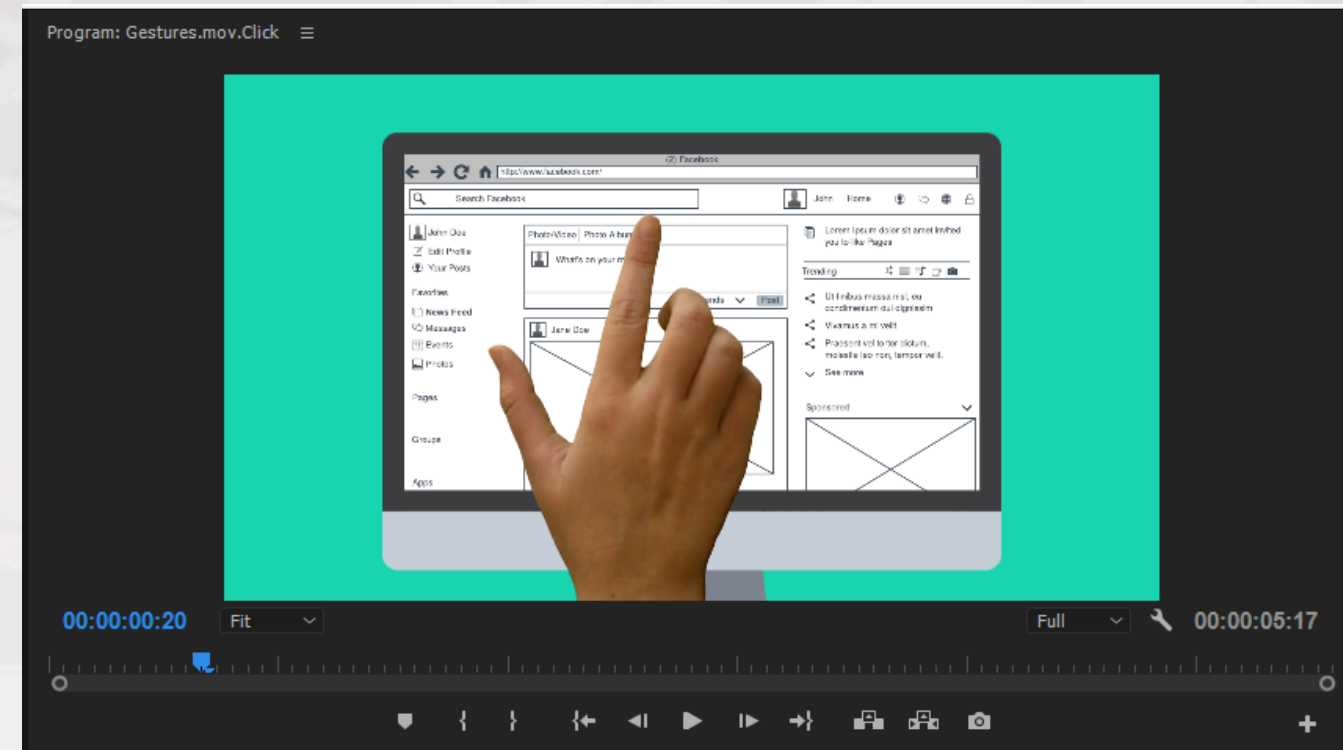 Program: Gestures.mov.Click
(2) Facebook
http://www.facebook.com/
Search Facebook
John Home
John Doe
Edit Profile
Your Posts
Favorites
News Feed
Messages
Events
Photos
Pages
Groups
Apps
Photo/Video Photo Album
What's on your
Post
Jane Doe
Lorem ipsum dolor sit amet invited
you to like Pages
Trending
Ut finibus massa nisl, eu
condimentum dui dignissim
Vivamus a mi velit
Praesent vel tortor dictum,
molestie leo non, tempor velit.
See more
Sponsored
00:00:00:20
Fit
Full
00:00:05:17